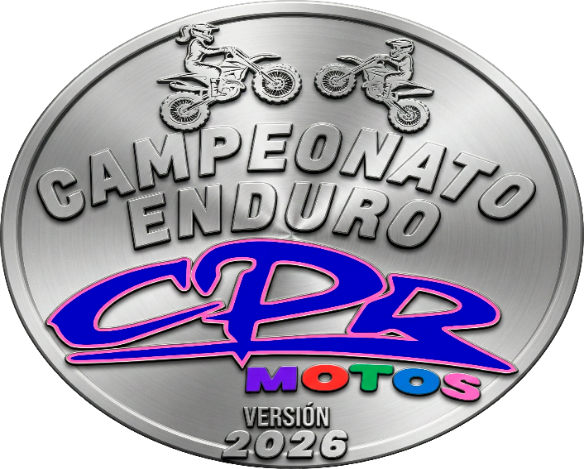 CAMPEONATO
ENDURO
CPR
MOTOS
VERSIÓN
2026